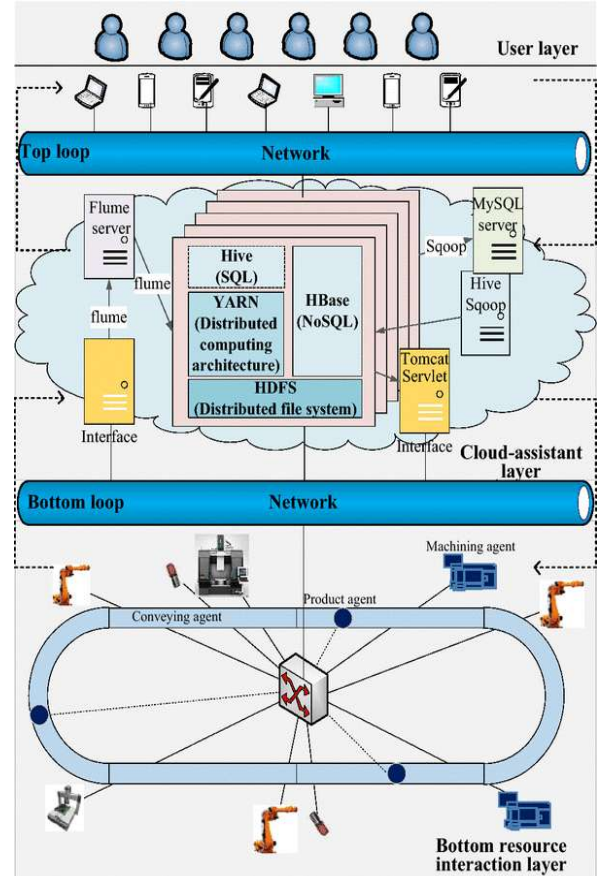 User layer
Top loop
Network
Flume
server
MySQL
server
Sqoop
Hive
(SQL)
flume
HBase
(NoSQL)
Hive
Sqoop
YARN
(Distributed
computing
architecture)
flume
Tomcat
Servlet
HDFS
(Distributed file system)
Interface
Interface
Cloud-assistant
layer
Bottom loop
Network
Machining agent
Product agent
Conveying agent
Bottom resource
interaction layer